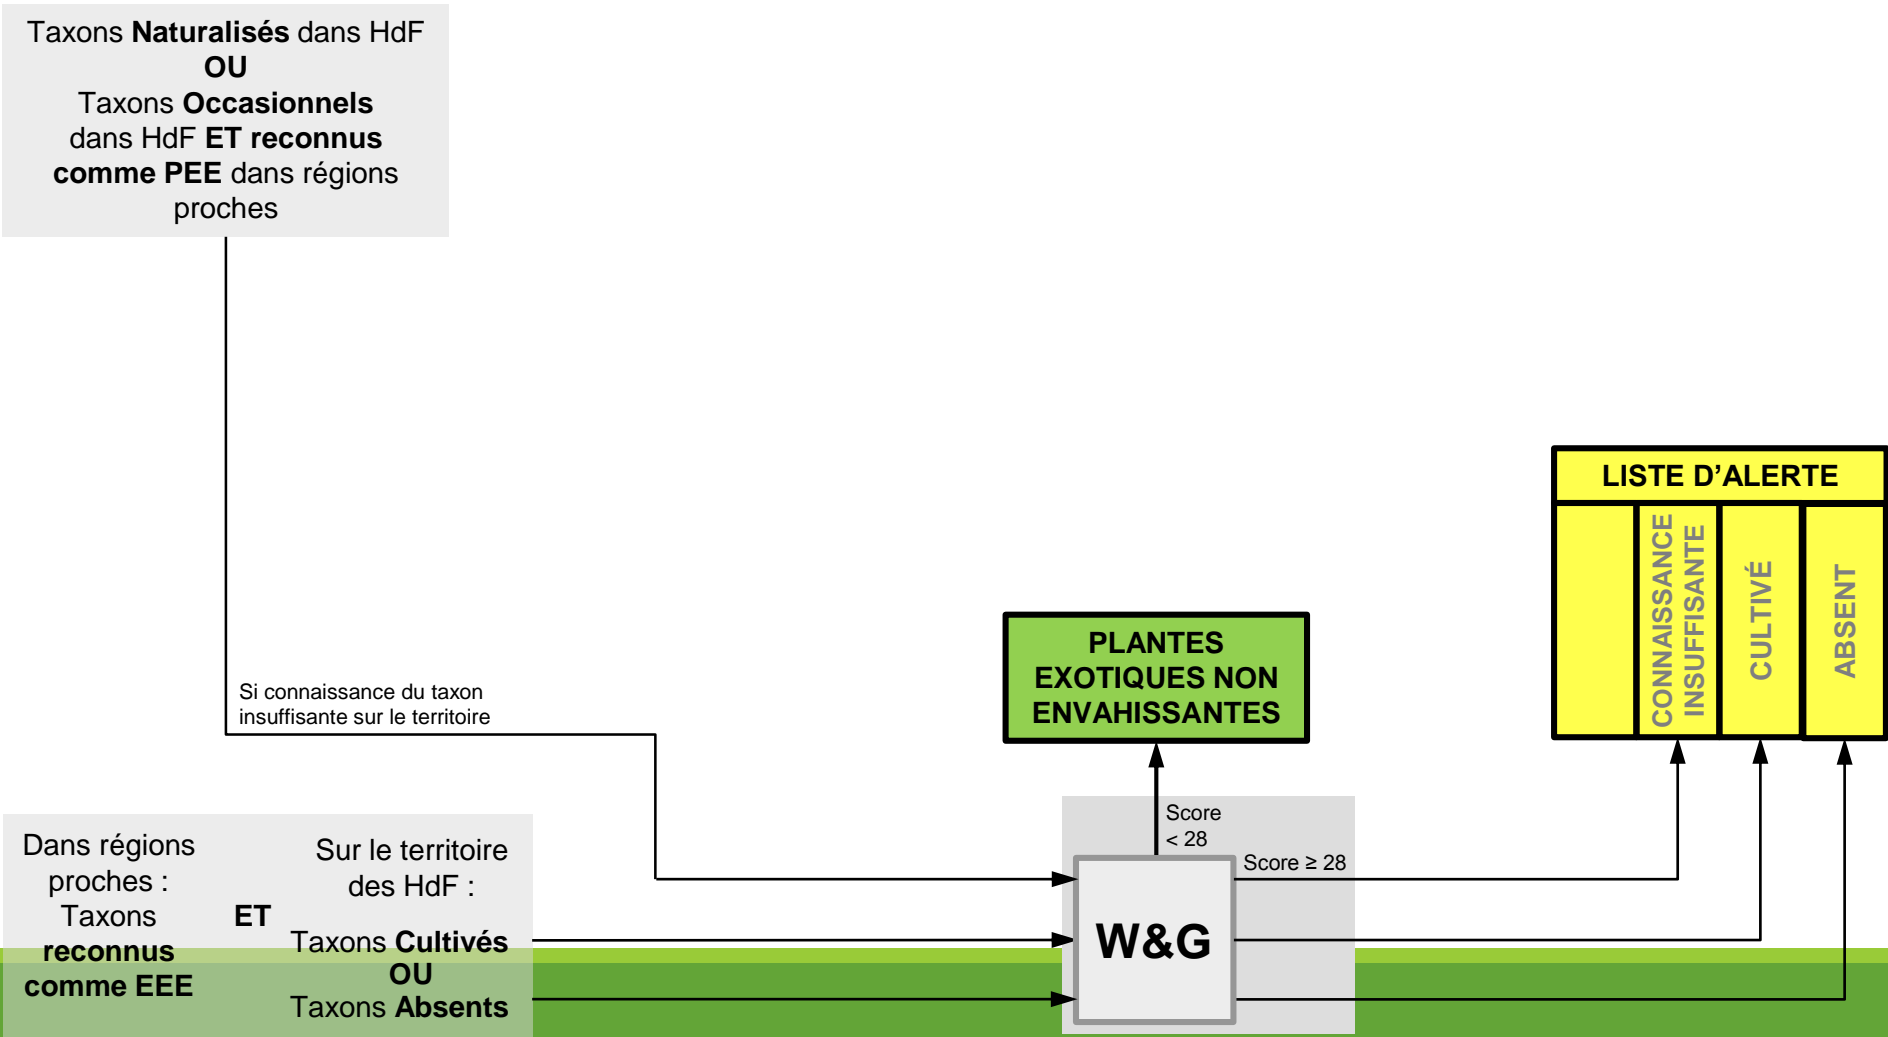 Taxons Naturalisés dans HdF
OU
Taxons Occasionnels
dans HdF ET reconnus
comme PEE dans régions
proches
Si connaissance du taxon
insuffisante sur le territoire
Dans régions
proches :
Taxons
reconnus
comme EEE
ET
Sur le territoire
des HdF :
Taxons Cultivés
OU
Taxons Absents
PLANTES
EXOTIQUES NON
ENVAHISSANTES
Score
< 28
Score ≥ 28
W&G
LISTE D’ALERTE
CONNAISSANCE
INSUFFISANTE
CULTIVÉ
ABSENT